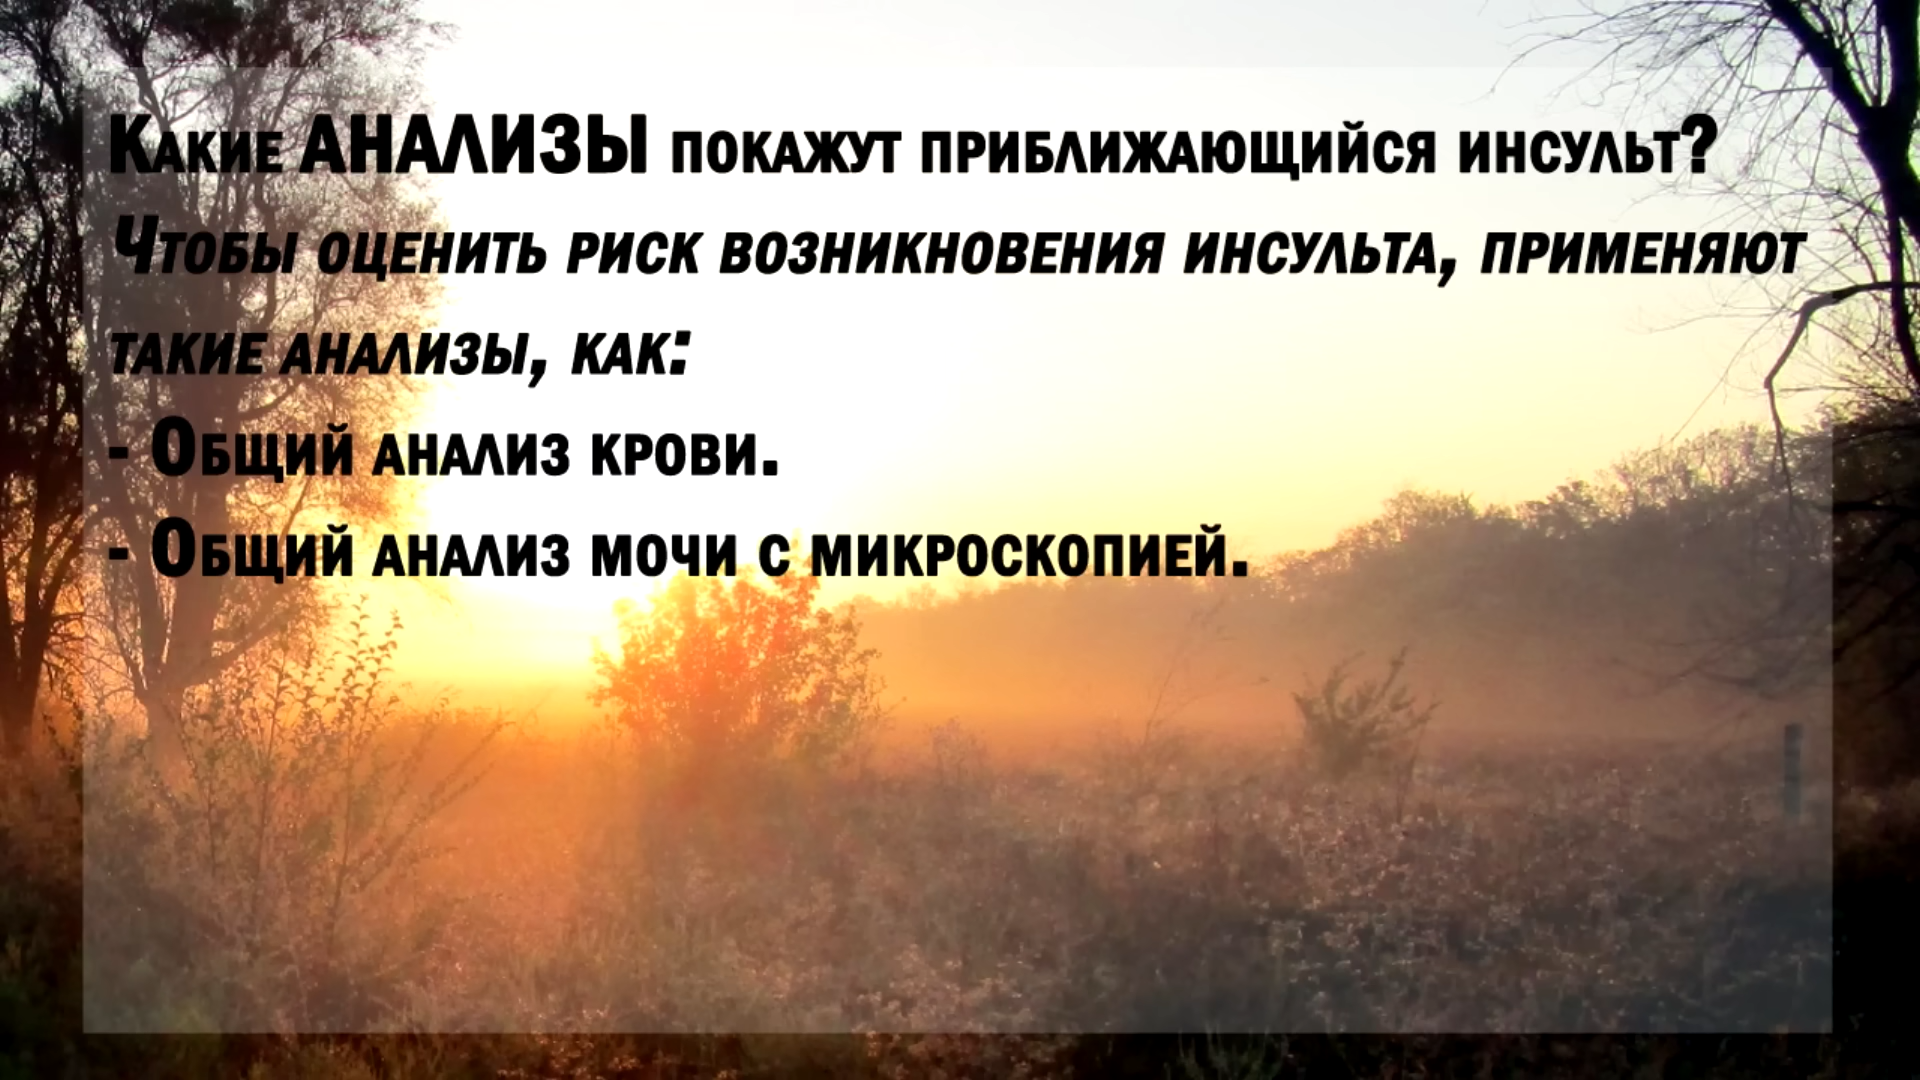 Какие АНАЛИЗЫ покажут приближающийся инсульт?
Чтобы оценить риск возникновения инсульта, применяют
такие анализы, как:
- Общий анализ крови.
- Общий анализ мочи с микроскопией.